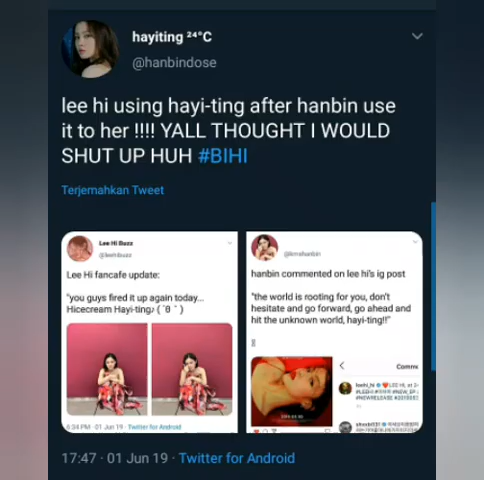 hayiting ²⁴°C
@hanbindose
lee hi using hayi-ting after hanbin use
it to her !!!! YALL THOUGHT I WOULD
SHUT UP HUH #BIHI
Terjemahkan Tweet
Lee Hi Buzz
@leehibuzz
Lee Hi fancafe update:
"you guys fired it up again today...
Hicecream Hayi-ting♪ ( ´θ｀)
6:34 PM · 01 Jun 19 · Twitter for Android
hanbin commented on lee hi's ig post
"the world is rooting for you, don't
hesitate and go forward, go ahead and
hit the unknown world, hayi-ting!!"
Comme
17:47 · 01 Jun 19 · Twitter for Android